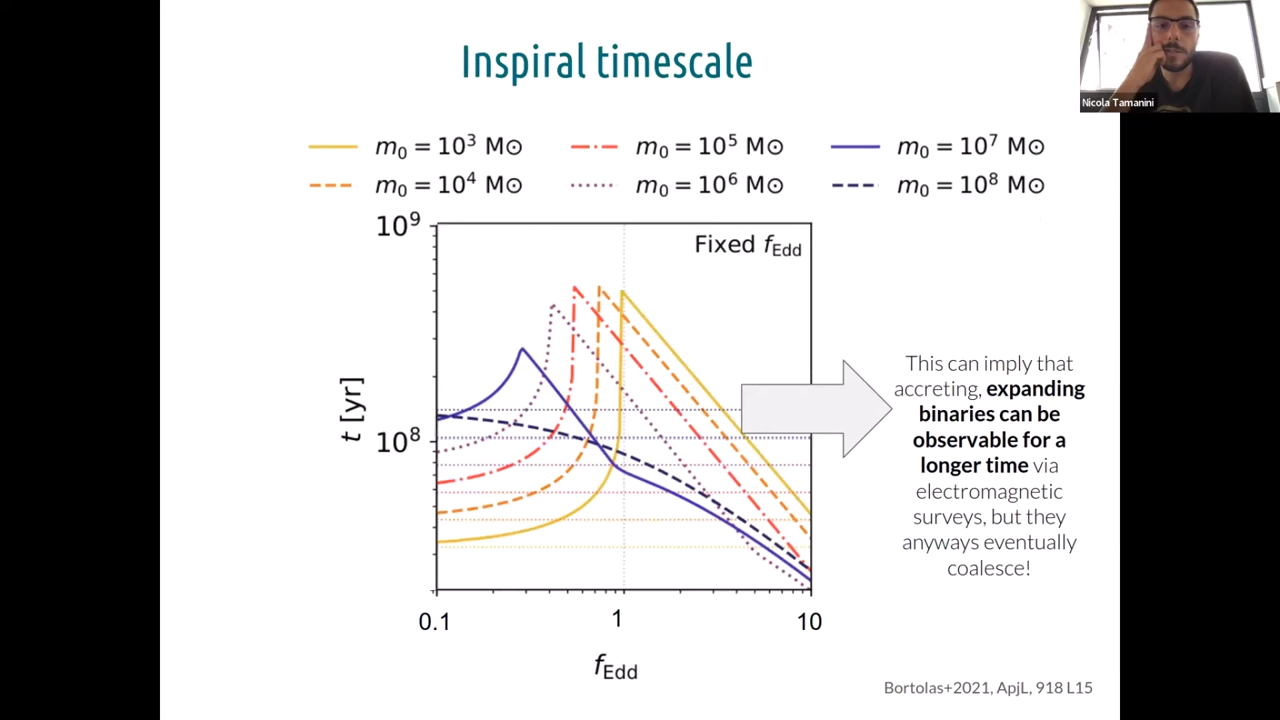 Inspiral timescale
Nicola Tamanini
m₀ = 10³ M⊙
m₀ = 10⁵ M⊙
m₀ = 10⁷ M⊙
m₀ = 10⁴ M⊙
m₀ = 10⁶ M⊙
m₀ = 10⁸ M⊙
10⁹
Fixed f_Edd
t [yr]
10⁸
0.1
1
10
f_Edd
This can imply that
accreting, expanding
binaries can be
observable for a
longer time via
electromagnetic
surveys, but they
anyways eventually
coalesce!
Bortolas+2021, ApjL, 918 L15